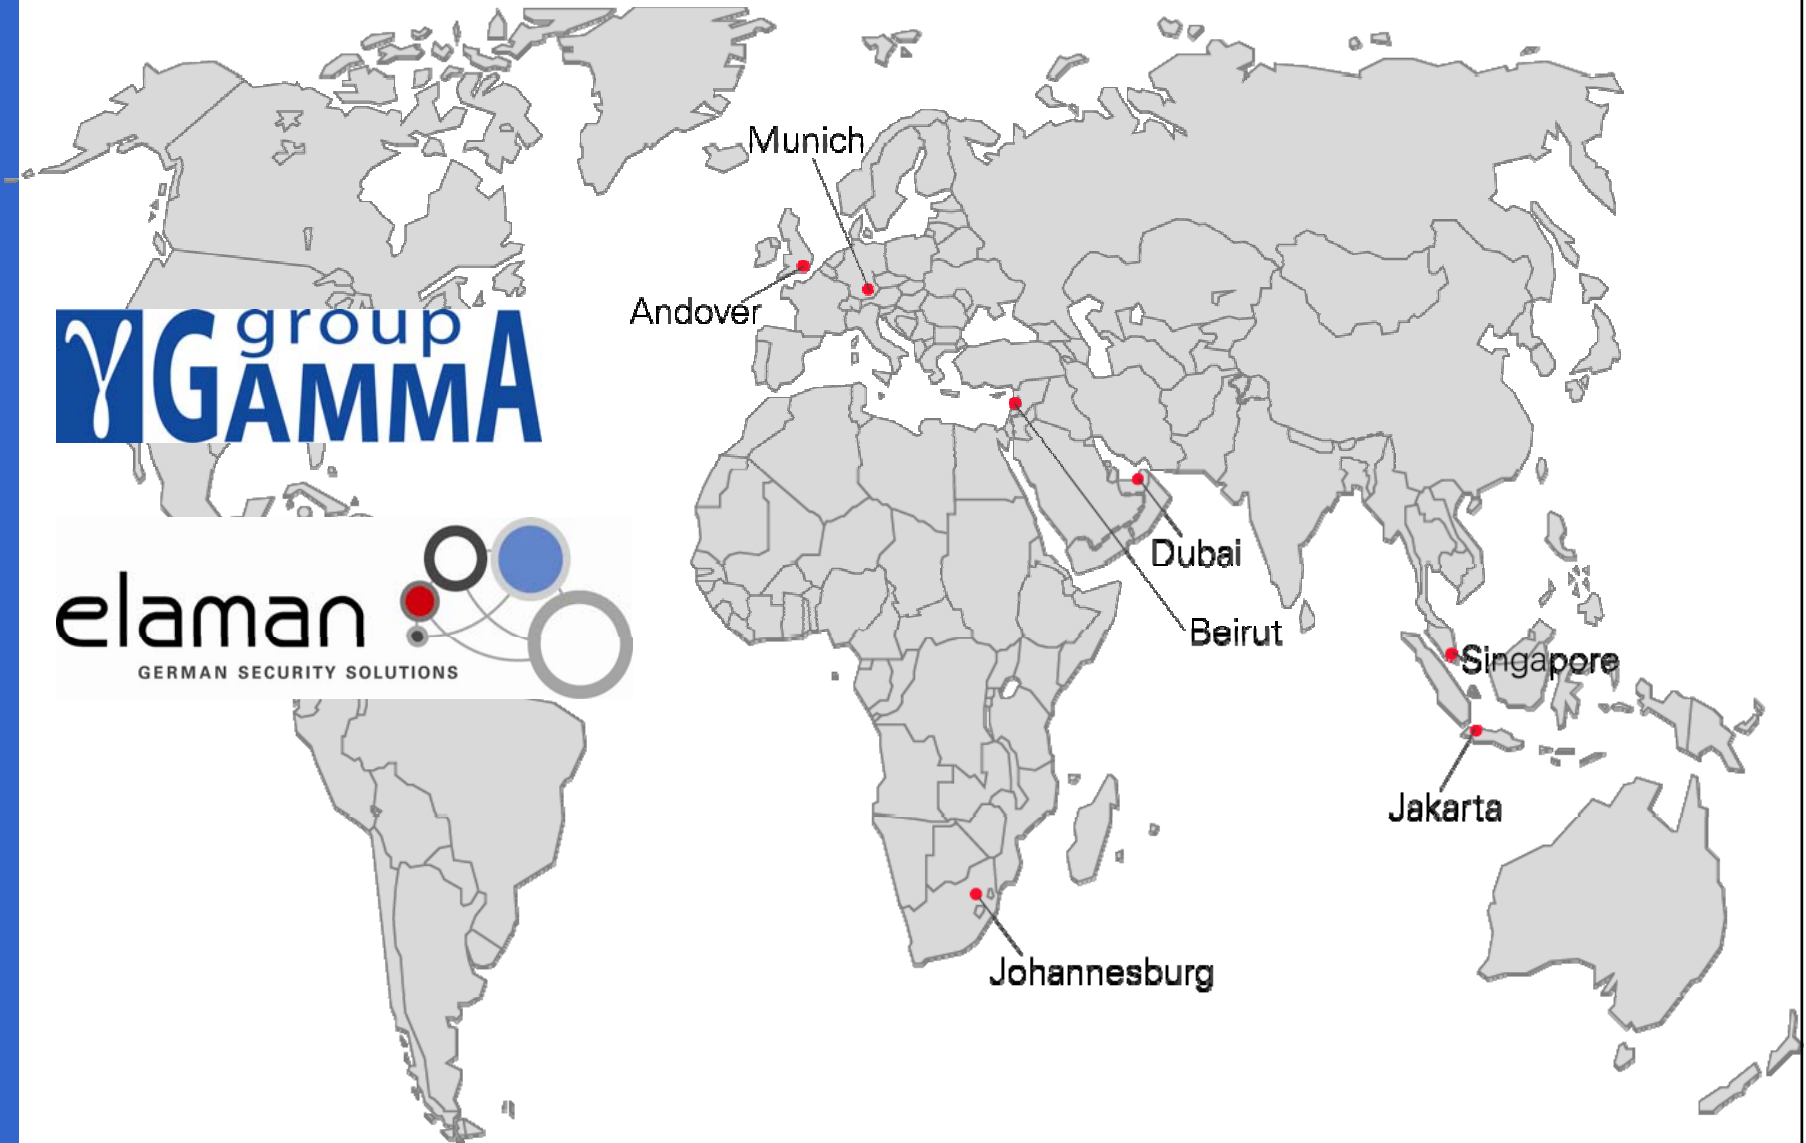 Munich
Andover
γ group
GAMMA
Dubai
elaman
GERMAN SECURITY SOLUTIONS
Beirut
Singapore
Jakarta
Johannesburg